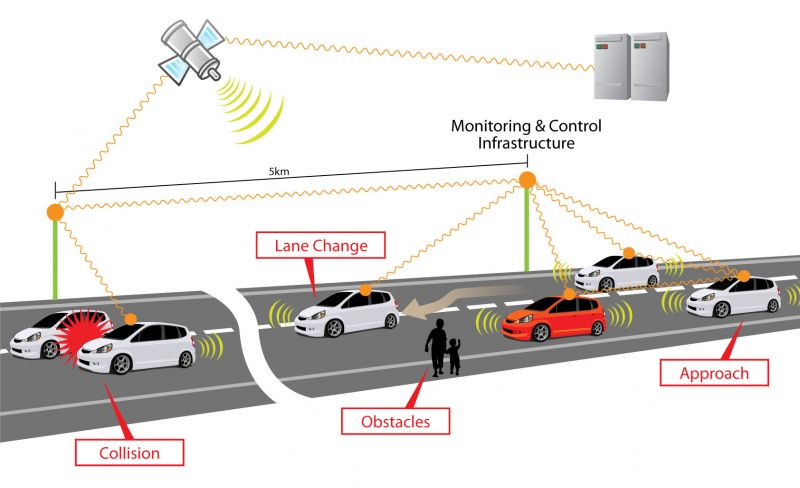 Monitoring & Control
Infrastructure
5km
Lane Change
Approach
Obstacles
Collision